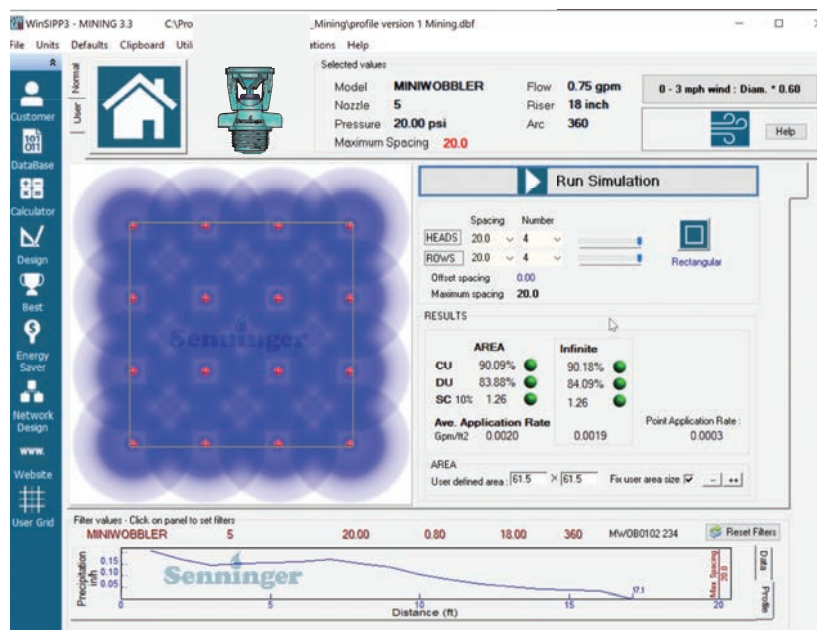 WinSIPP3 - MINING 3.3 C:\Pro _Mining\profile version 1 Mining.dbf
File Units Defaults Clipboard Utili ations Help
Normal
User
Selected values
Model MINIWOBBLER Flow 0.75 gpm
Nozzle 5 Riser 18 inch
Pressure 20.00 psi Arc 360
Maximum Spacing 20.0
0 - 3 mph wind : Diam. * 0.60
Help
Customer
101
011
DataBase
Calculator
Design
Best
Energy
Saver
Network
Design
www.
Website
User Grid
Senninger
Run Simulation
Spacing Number
HEADS 20.0 4
ROWS 20.0 4
Offset spacing 0.00
Maximum spacing 20.0
Rectangular
RESULTS
AREA Infinite
CU 90.09% 90.18%
DU 83.88% 84.09%
SC 10% 1.26 1.26
Ave. Application Rate Point Application Rate :
Gpm/ft2 0.0020 0.0019 0.0003
AREA
User defined area : 61.5 X 61.5 Fix user area size - ++
Filter values - Click on panel to set filters
MINIWOBBLER 5 20.00 0.80 18.00 360 MWOB0102 234 Reset Filters
Precipitation
in/h
0.15
0.10
0.05
Senninger
17.1
Max Spacing
20.0
0 5 10 15 20
Distance (ft)
Data
Profile